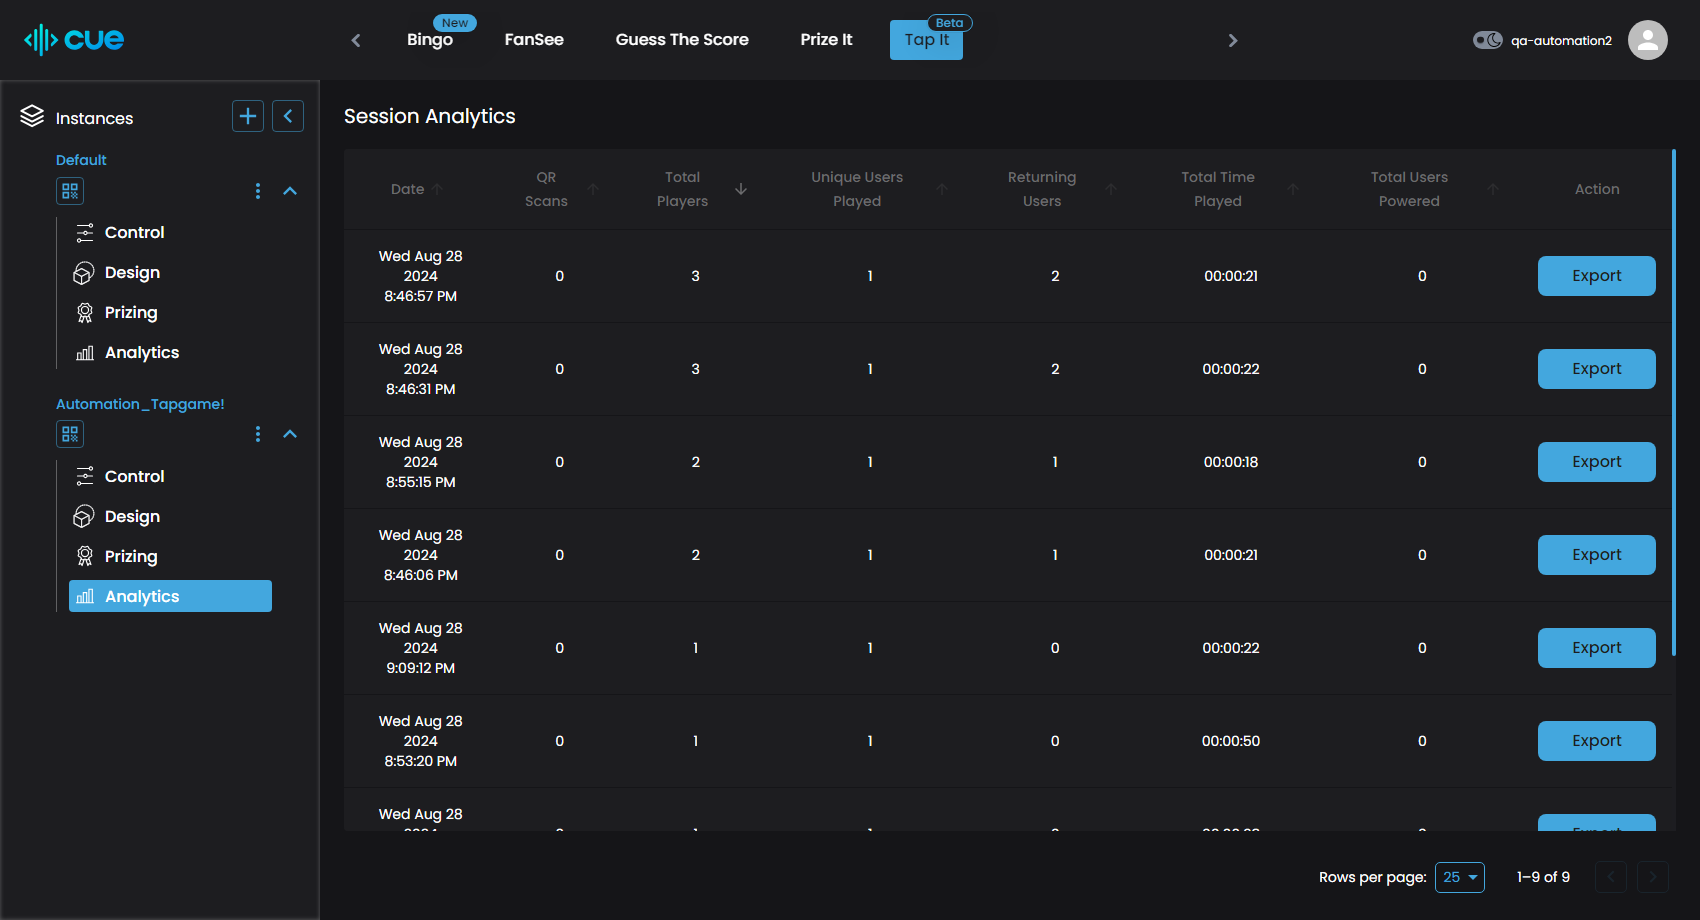 cue
New
Bingo
FanSee
Guess The Score
Prize It
Beta
Tap It
qa-automation2
Instances
Default
Control
Design
Prizing
Analytics
Automation_Tapgame!
Control
Design
Prizing
Analytics
Session Analytics
Date
QR
Scans
Total
Players
Unique Users
Played
Returning
Users
Total Time
Played
Total Users
Powered
Action
Wed Aug 28
2024
8:46:57 PM
0
3
1
2
00:00:21
0
Export
Wed Aug 28
2024
8:46:31 PM
0
3
1
2
00:00:22
0
Export
Wed Aug 28
2024
8:55:15 PM
0
2
1
1
00:00:18
0
Export
Wed Aug 28
2024
8:46:06 PM
0
2
1
1
00:00:21
0
Export
Wed Aug 28
2024
9:09:12 PM
0
1
1
0
00:00:22
0
Export
Wed Aug 28
2024
8:53:20 PM
0
1
1
0
00:00:50
0
Export
Wed Aug 28
Rows per page:
25
1–9 of 9